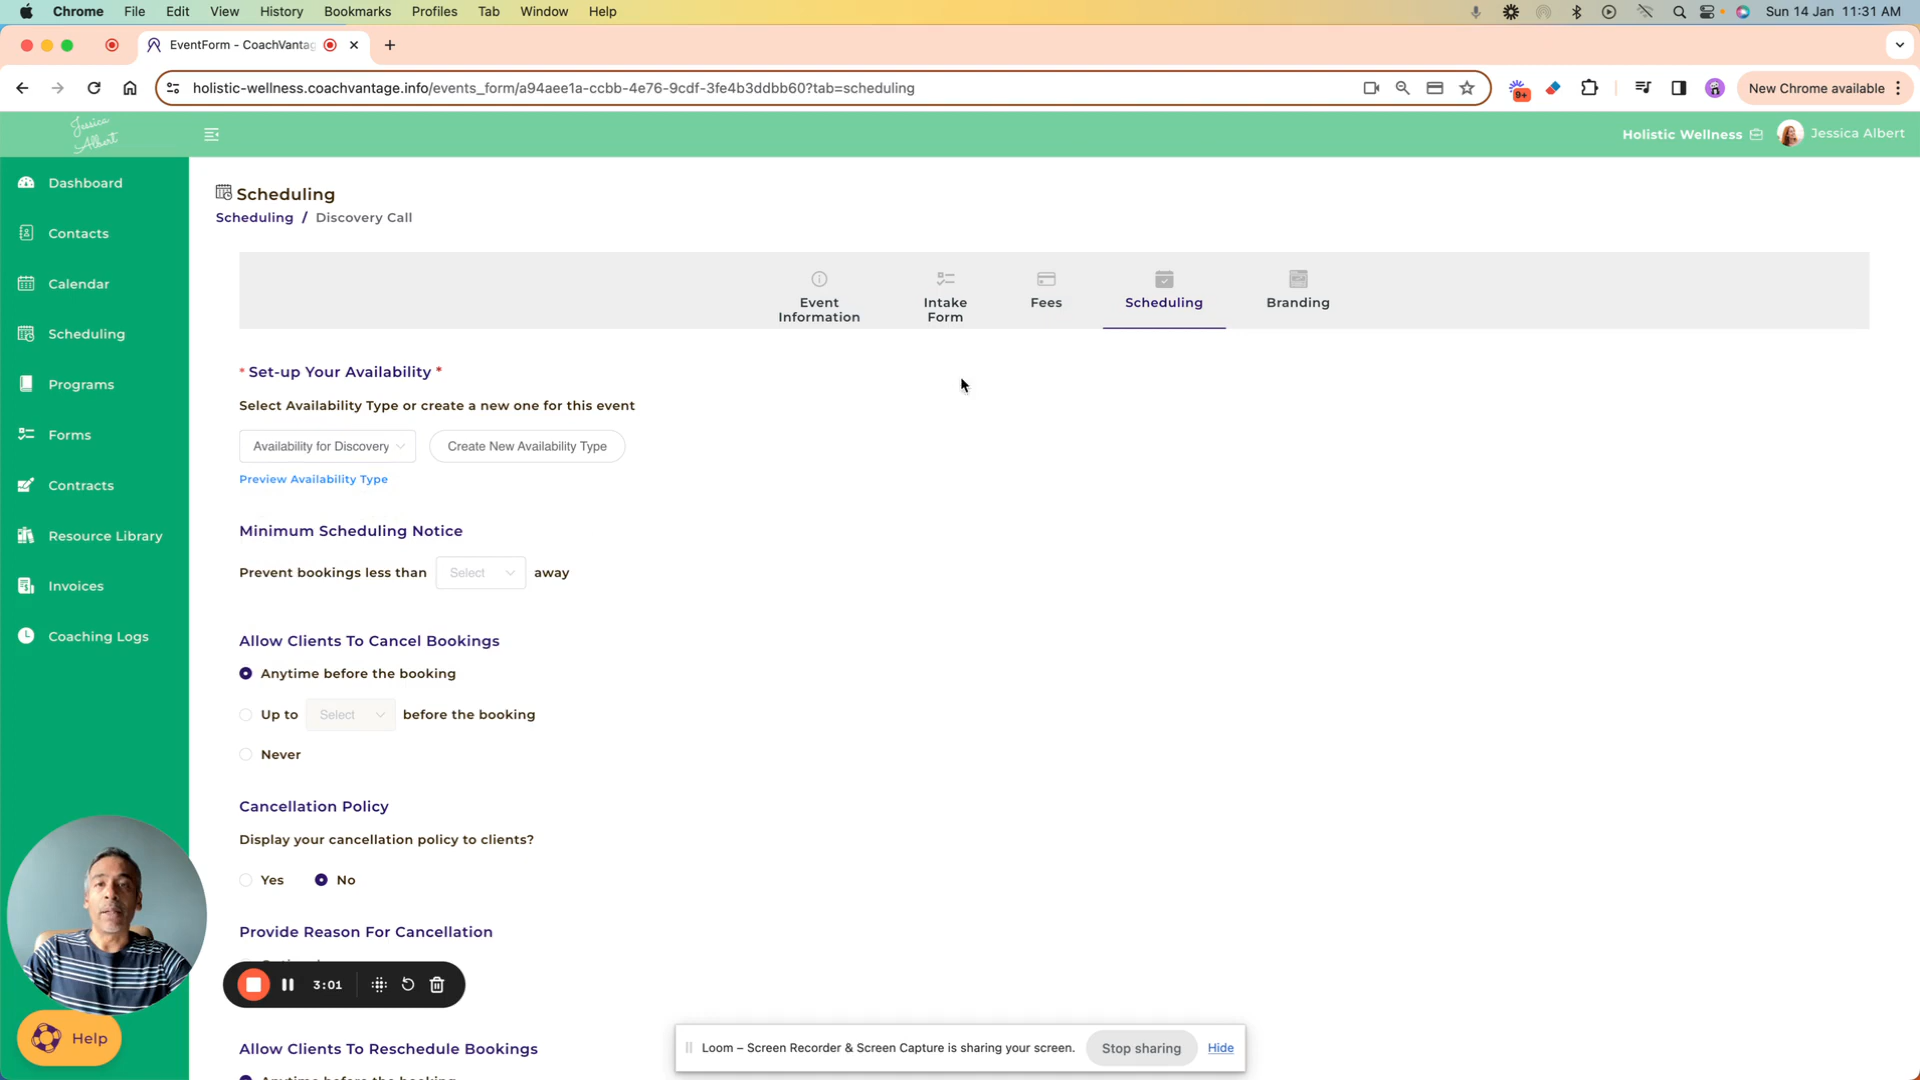 Chrome File Edit View History Bookmarks Profiles Tab Window Help Sun 14 Jan 11:31 AM
EventForm - CoachVantag
holistic-wellness.coachvantage.info/events_form/a94aee1a-ccbb-4e76-9cdf-3fe4b3ddbb60?tab=scheduling 9+ New Chrome available
Jessica Albert
Holistic Wellness Jessica Albert
Dashboard
Contacts
Calendar
Scheduling
Programs
Forms
Contracts
Resource Library
Invoices
Coaching Logs
Scheduling
Scheduling / Discovery Call
Event Information
Intake Form
Fees
Scheduling
Branding
* Set-up Your Availability *
Select Availability Type or create a new one for this event
Availability for Discovery Create New Availability Type
Preview Availability Type
Minimum Scheduling Notice
Prevent bookings less than Select away
Allow Clients To Cancel Bookings
Anytime before the booking
Up to Select before the booking
Never
Cancellation Policy
Display your cancellation policy to clients?
Yes No
Provide Reason For Cancellation
3:01
Help
Allow Clients To Reschedule Bookings
Anytime before the booking
Loom – Screen Recorder & Screen Capture is sharing your screen. Stop sharing Hide